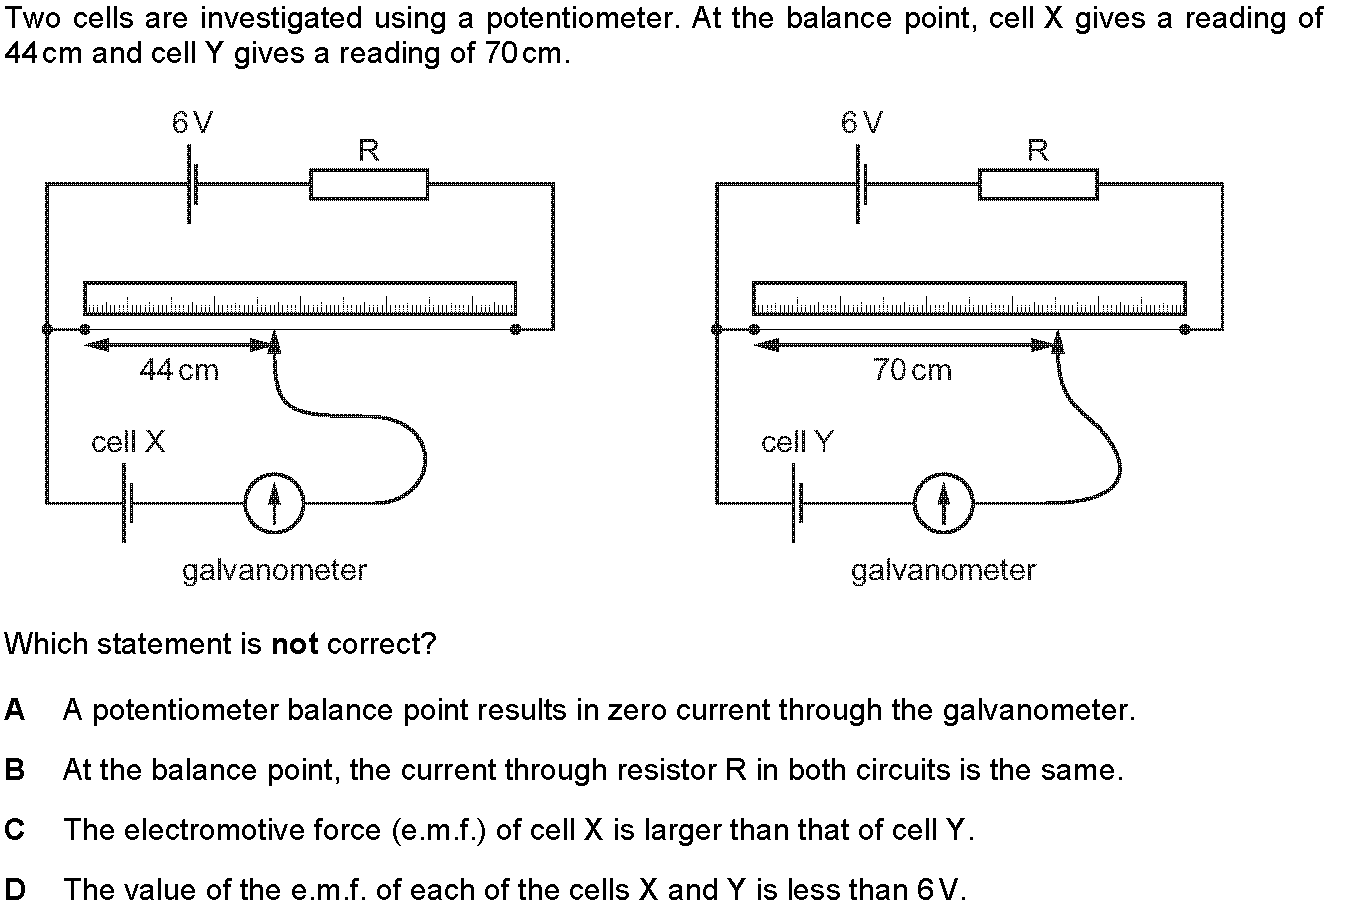 Two cells are investigated using a potentiometer. At the balance point, cell X gives a reading of
44 cm and cell Y gives a reading of 70 cm.
6 V
R
6 V
R
44 cm
70 cm
cell X
cell Y
galvanometer
galvanometer
Which statement is not correct?
A A potentiometer balance point results in zero current through the galvanometer.
B At the balance point, the current through resistor R in both circuits is the same.
C The electromotive force (e.m.f.) of cell X is larger than that of cell Y.
D The value of the e.m.f. of each of the cells X and Y is less than 6 V.